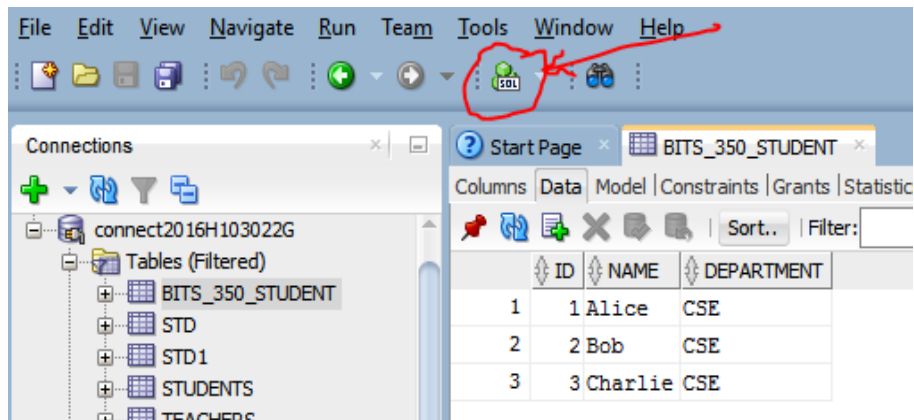 File Edit View Navigate Run Team Tools Window Help
SQL
Connections
Start Page BITS_350_STUDENT
Columns Data Model Constraints Grants Statistic
Sort.. Filter:
connect2016H103022G
Tables (Filtered)
BITS_350_STUDENT
STD
STD1
STUDENTS
TEACHERS
ID NAME DEPARTMENT
1 1 Alice CSE
2 2 Bob CSE
3 3 Charlie CSE